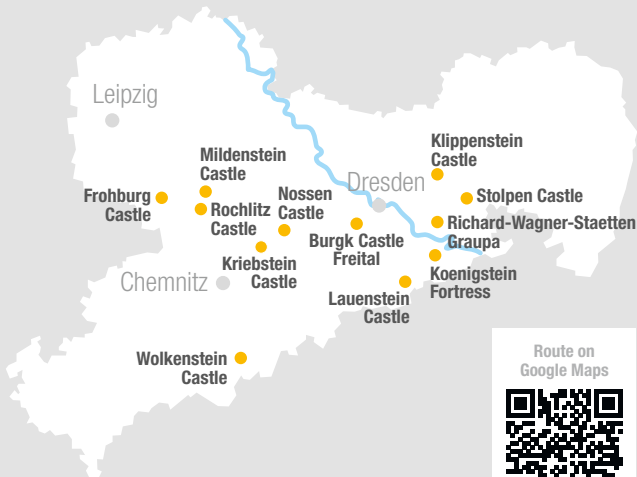 Leipzig
Mildenstein
Castle
Frohburg
Castle
Rochlitz
Castle
Nossen
Castle
Kriebstein
Castle
Chemnitz
Dresden
Burgk Castle
Freital
Klippenstein
Castle
Stolpen Castle
Richard-Wagner-Staetten
Graupa
Koenigstein
Fortress
Lauenstein
Castle
Wolkenstein
Castle
Route on
Google Maps